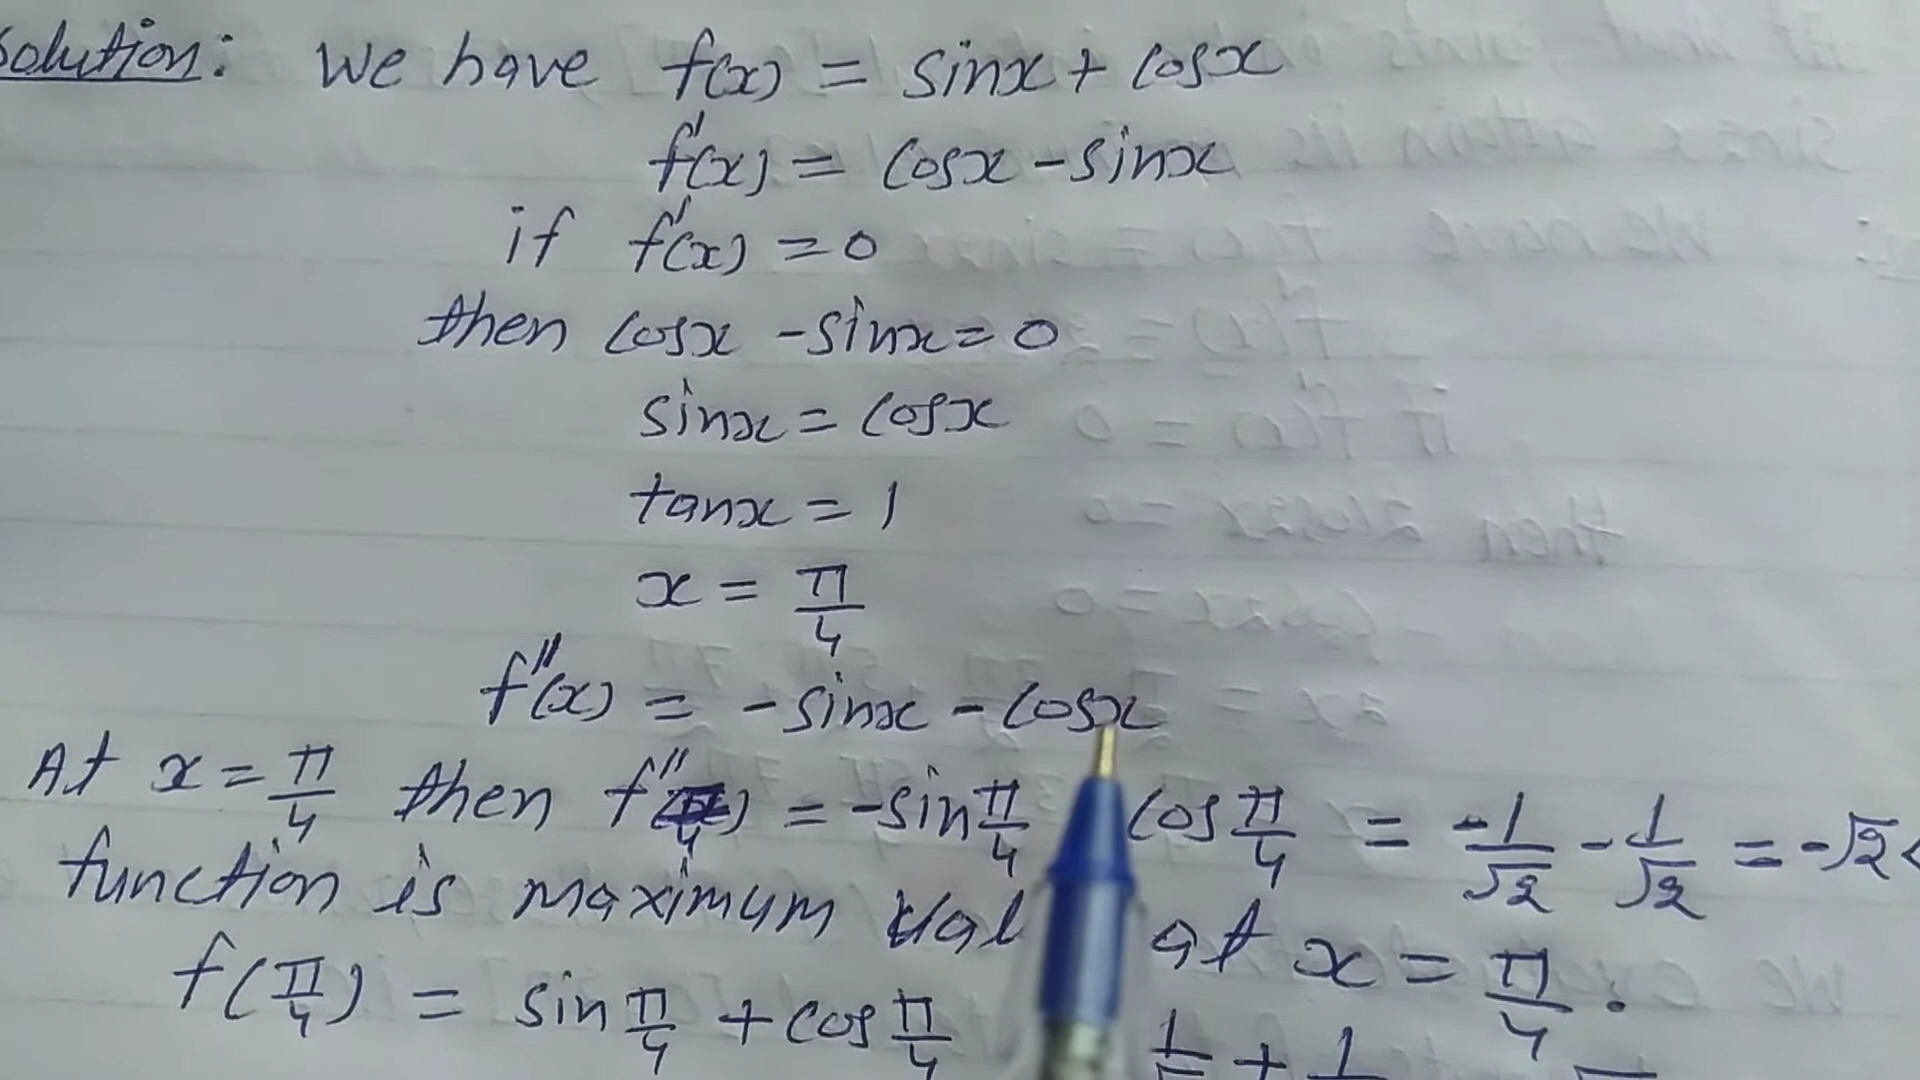 Solution: We have f(x) = sinx + cosx
f'(x) = cosx - sinx
if f'(x) = 0
then cosx - sinx = 0
sinx = cosx
tanx = 1
x = π/4
f''(x) = -sinx - cosx
At x = π/4 then f''(π/4) = -sin π/4 cos π/4 = -1/√2 - 1/√2 = -√2 <
function is maximum val at x = π/4.
f(π/4) = sin π/4 + cos π/4